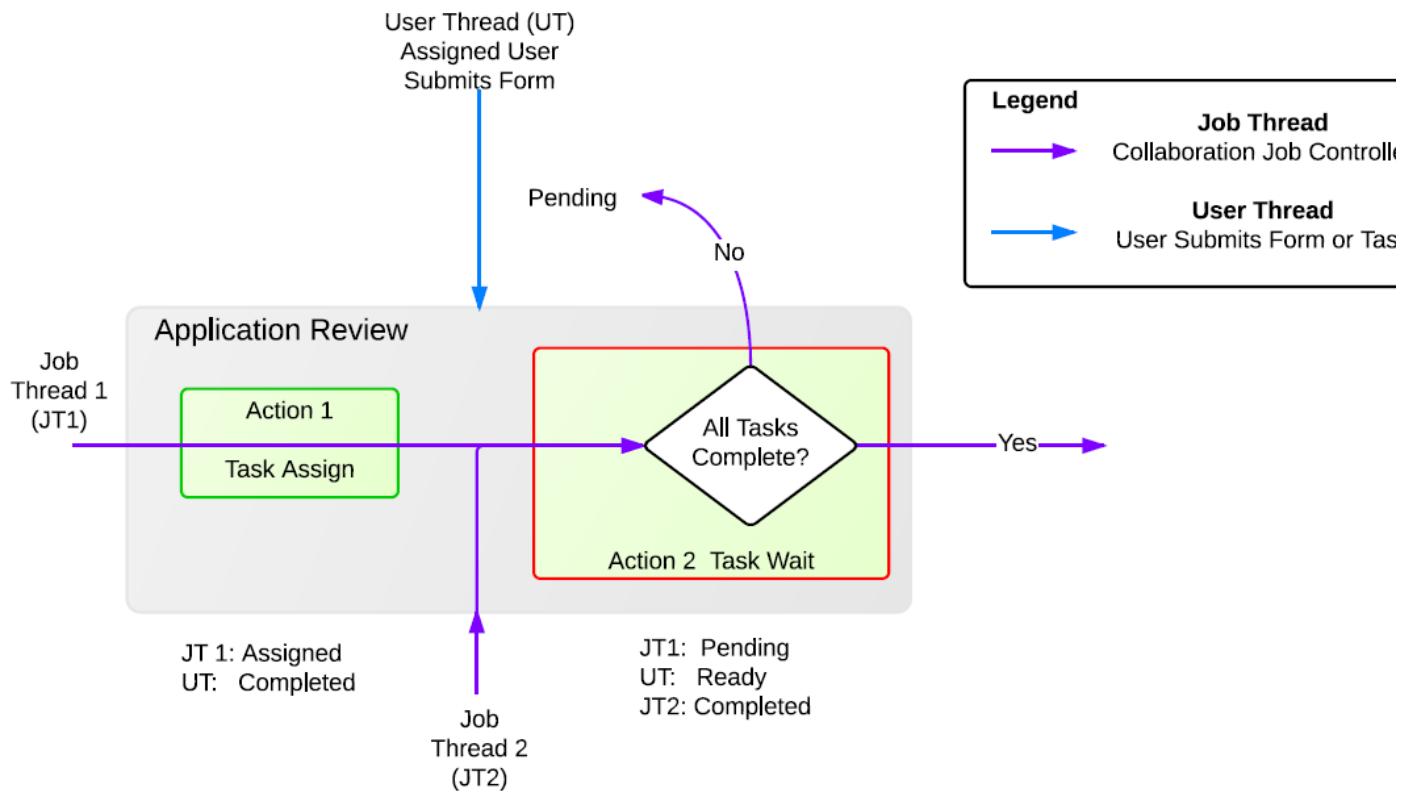 User Thread (UT)
Assigned User
Submits Form
Legend
Job Thread
Collaboration Job
User Thread
User Submits Form or
Pending
No
Application Review
Job
Thread 1
(JT1)
Action 1
Task Assign
All Tasks
Complete?
Yes
Action 2 Task Wait
JT 1: Assigned
UT: Completed
JT1: Pending
UT: Ready
JT2: Completed
Job
Thread 2
(JT2)